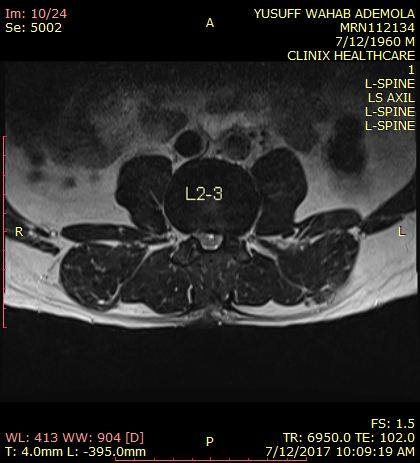 Im: 10/24
Se: 5002
A
YUSUFF WAHAB ADEMOLA
MRN112134
7/12/1960 M
CLINIX HEALTHCARE
1
L-SPINE
LS AXIL
L-SPINE
L-SPINE
L2-3
R
L
WL: 413 WW: 904 [D]
T: 4.0mm L: -395.0mm
P
FS: 1.5
TR: 6950.0 TE: 102.0
7/12/2017 10:09:19 AM